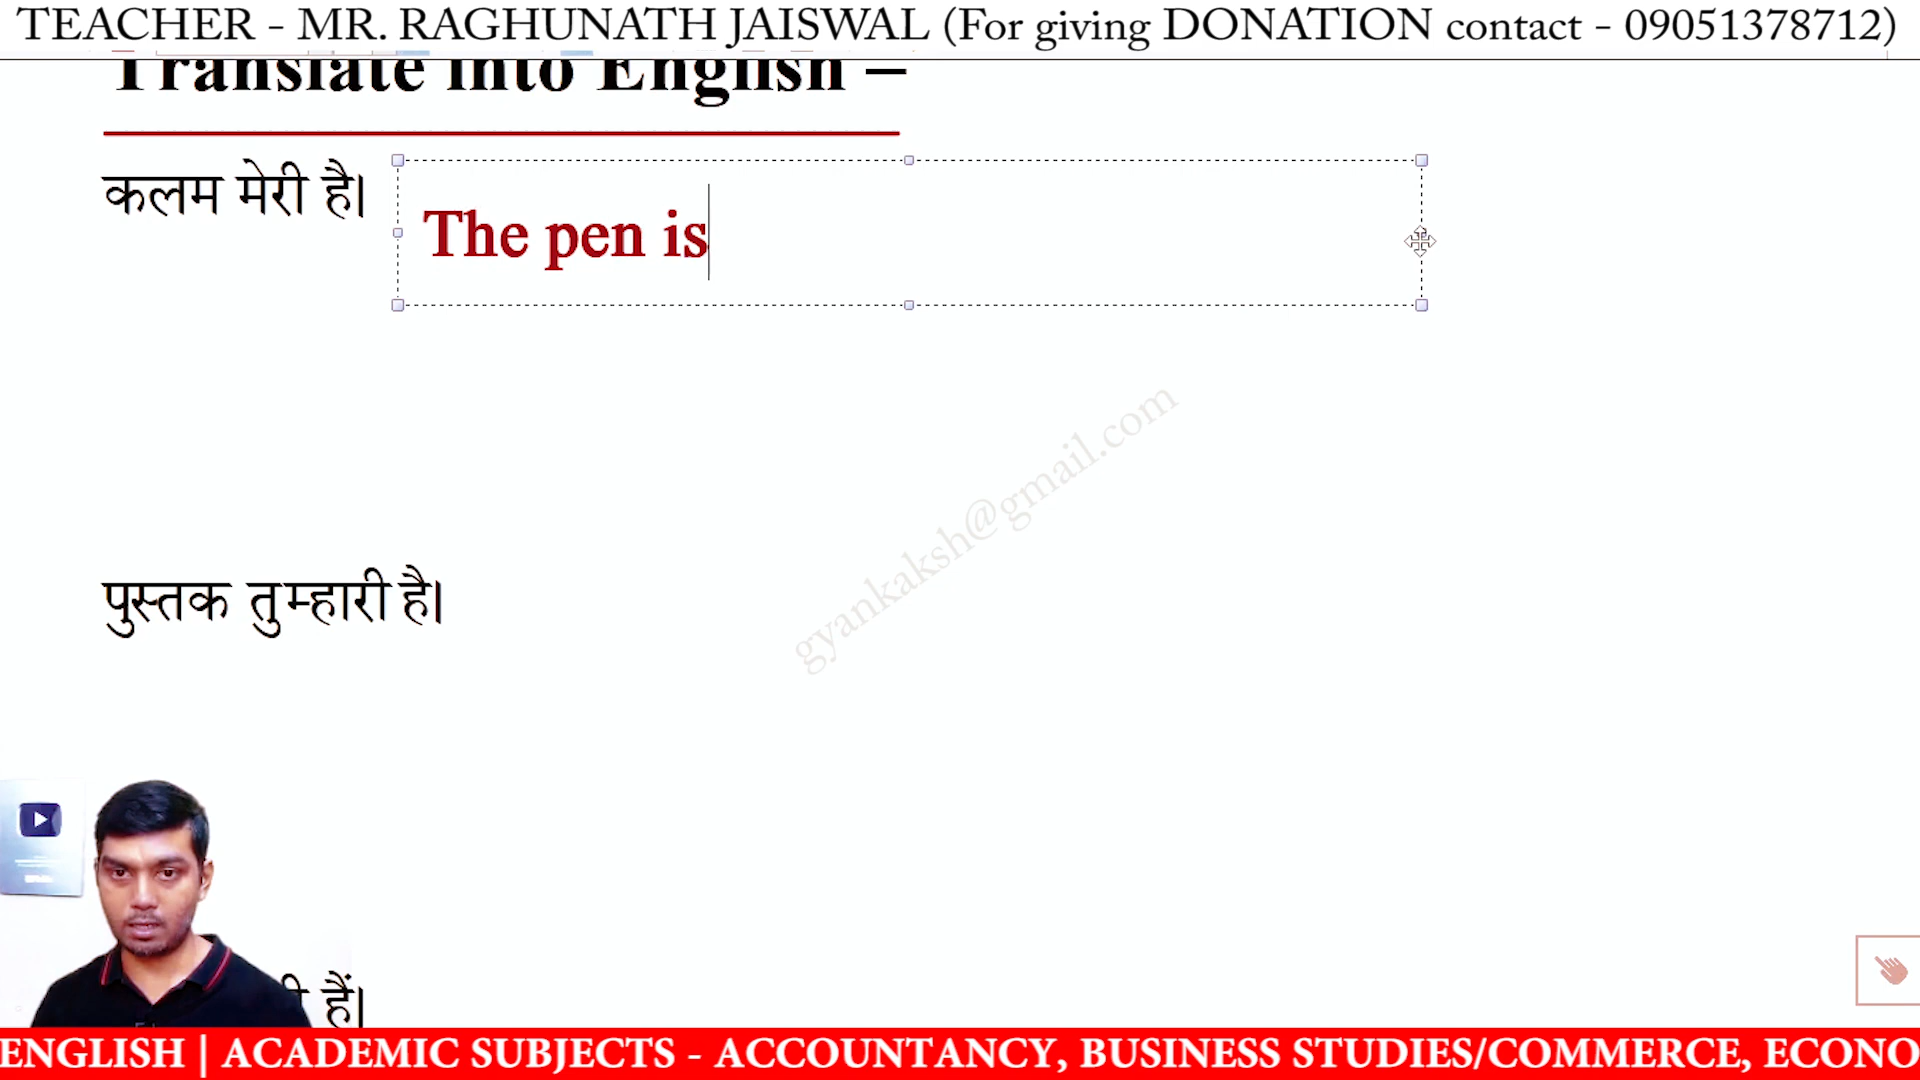 TEACHER - MR. RAGHUNATH JAISWAL (For giving DONATION contact - 09051378712)
Translate into English –
कलम मेरी है।
The pen is
gyankaksh@gmail.com
पुस्तक तुम्हारी है।
हैं।
ENGLISH | ACADEMIC SUBJECTS - ACCOUNTANCY, BUSINESS STUDIES/COMMERCE, ECONO